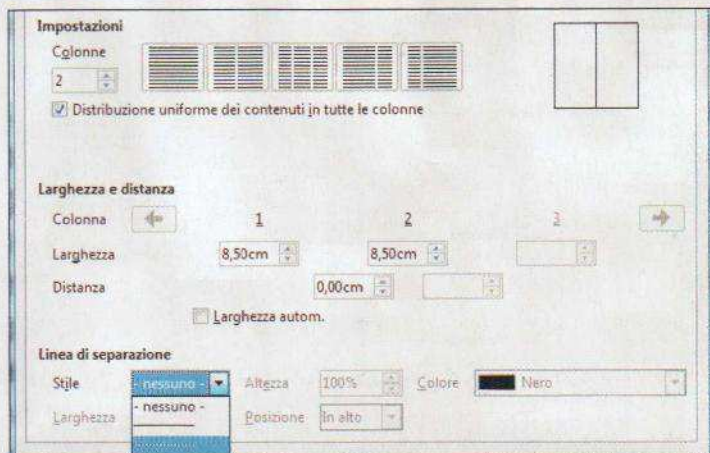 Impostazioni
Colonne
2
Distribuzione uniforme dei contenuti in tutte le colonne
Larghezza e distanza
Colonna 1 2 3
Larghezza 8,50cm 8,50cm
Distanza 0,00cm
Larghezza autom.
Linea di separazione
Stile - nessuno - Altezza 100% Colore Nero
- nessuno -
Larghezza Posizione In alto